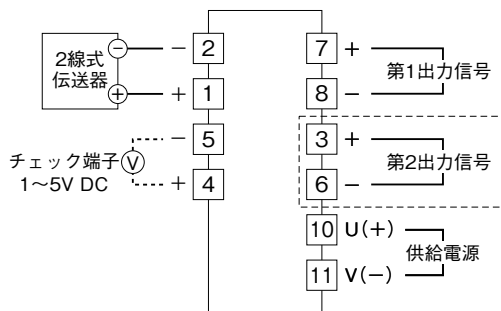 2線式
伝送器
− − 2
+ + 1
チェック端子
1〜5V DC
V
− 5
+ 4
7 +
8 −
第1出力信号
3 +
6 −
第2出力信号
10 U(+)
11 V(−)
供給電源